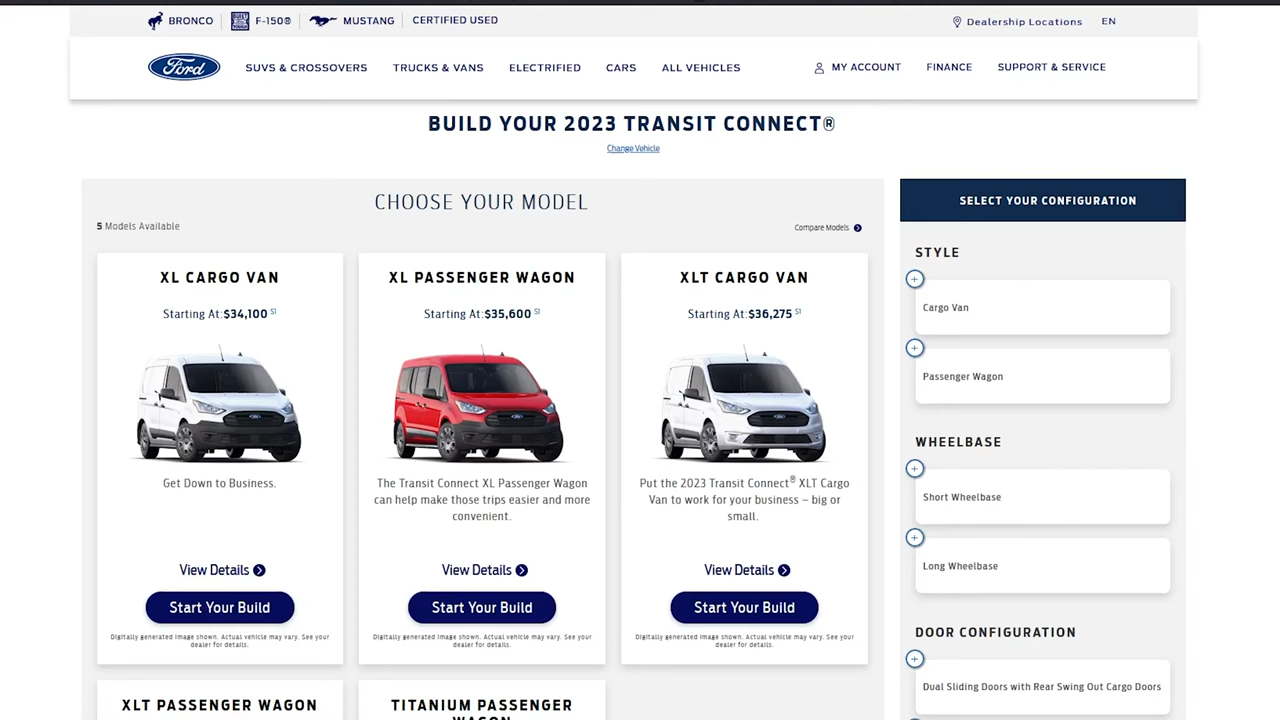 BRONCO
F-150®
MUSTANG
CERTIFIED USED
Dealership Locations
EN
Ford
SUVS & CROSSOVERS
TRUCKS & VANS
ELECTRIFIED
CARS
ALL VEHICLES
MY ACCOUNT
FINANCE
SUPPORT & SERVICE
BUILD YOUR 2023 TRANSIT CONNECT®
Change Vehicle
CHOOSE YOUR MODEL
5 Models Available
Compare Models
XL CARGO VAN
Starting At:$34,100 S1
Get Down to Business.
View Details
Start Your Build
Digitally generated image shown. Actual vehicle may vary. See your
dealer for details.
XL PASSENGER WAGON
Starting At:$35,600 S1
The Transit Connect XL Passenger Wagon
can help make those trips easier and more
convenient.
View Details
Start Your Build
Digitally generated image shown. Actual vehicle may vary. See your
dealer for details.
XLT CARGO VAN
Starting At:$36,275 S1
Put the 2023 Transit Connect® XLT Cargo
Van to work for your business – big or
small.
View Details
Start Your Build
Digitally generated image shown. Actual vehicle may vary. See your
dealer for details.
XLT PASSENGER WAGON
TITANIUM PASSENGER
WAGON
SELECT YOUR CONFIGURATION
STYLE
Cargo Van
Passenger Wagon
WHEELBASE
Short Wheelbase
Long Wheelbase
DOOR CONFIGURATION
Dual Sliding Doors with Rear Swing Out Cargo Doors